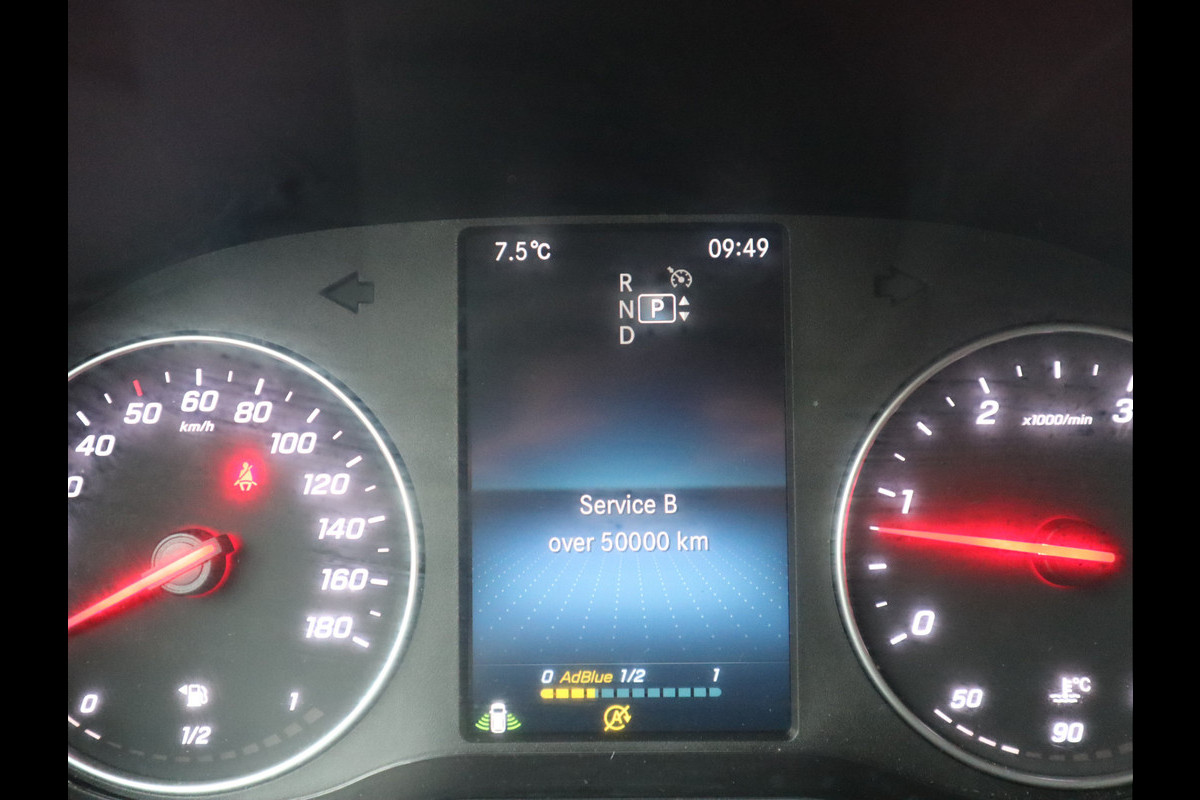 7.5°C 09:49
R
N P
D
40 50 60 80 100 120 140 160 180
km/h
0 1/2 1
Service B
over 50000 km
0 AdBlue 1/2 1
A
0 1 2 3
x1000/min
50 °C
90